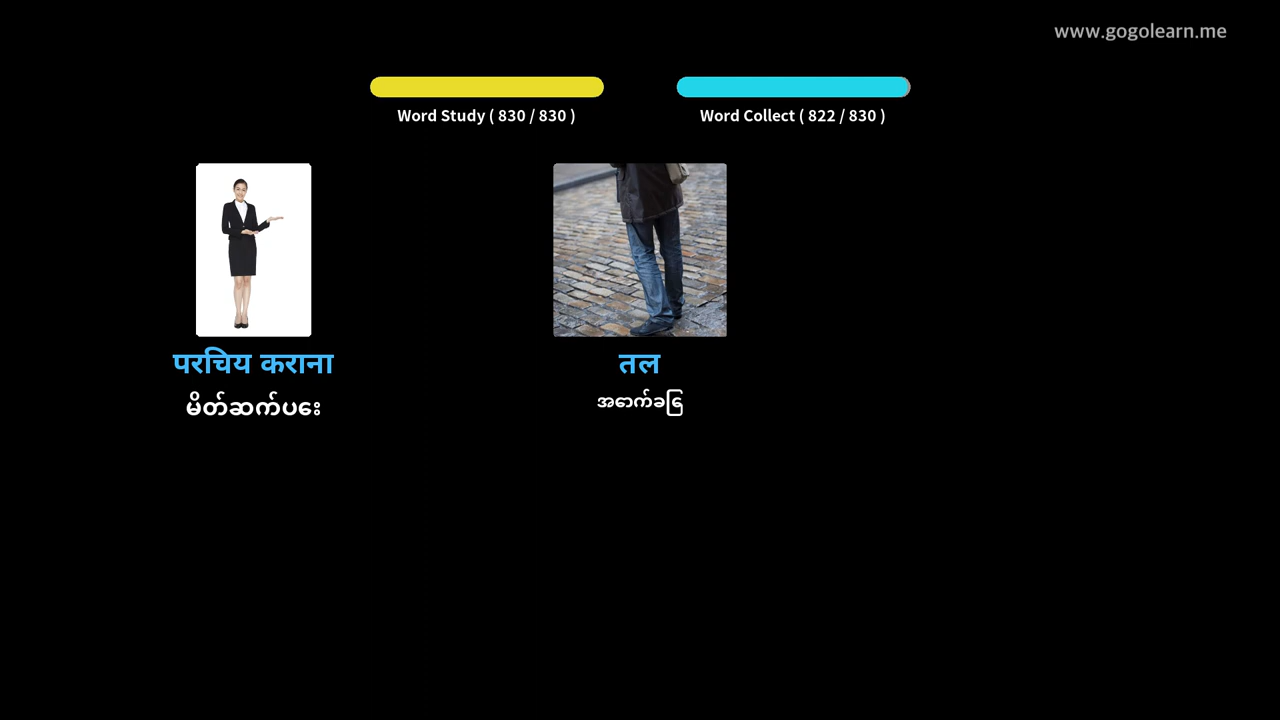 www.gogolearn.me
Word Study ( 830 / 830 )
Word Collect ( 822 / 830 )
परिचय कराना
तल
မိတ်ဆက်ပေး
အောက်ခြေ